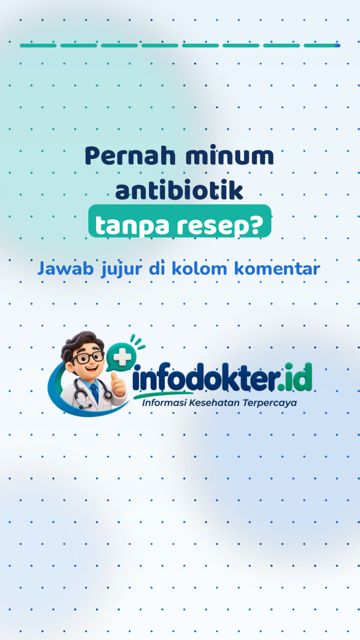 Pernah minum
antibiotik
tanpa resep?
Jawab jujur di kolom komentar
infodokter.id
Informasi Kesehatan Terpercaya